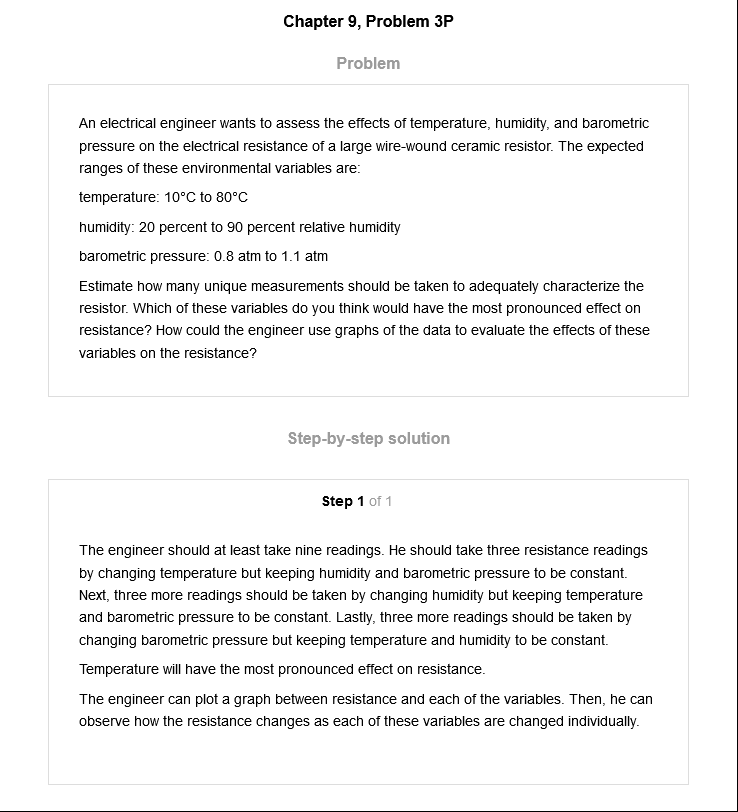 Chapter 9, Problem 3P
Problem
An electrical engineer wants to assess the effects of temperature, humidity, and barometric
pressure on the electrical resistance of a large wire-wound ceramic resistor. The expected
ranges of these environmental variables are:
temperature: 10°C to 80°C
humidity: 20 percent to 90 percent relative humidity
barometric pressure: 0.8 atm to 1.1 atm
Estimate how many unique measurements should be taken to adequately characterize the
resistor. Which of these variables do you think would have the most pronounced effect on
resistance? How could the engineer use graphs of the data to evaluate the effects of these
variables on the resistance?
Step-by-step solution
Step 1 of 1
The engineer should at least take nine readings. He should take three resistance readings
by changing temperature but keeping humidity and barometric pressure to be constant.
Next, three more readings should be taken by changing humidity but keeping temperature
and barometric pressure to be constant. Lastly, three more readings should be taken by
changing barometric pressure but keeping temperature and humidity to be constant.
Temperature will have the most pronounced effect on resistance.
The engineer can plot a graph between resistance and each of the variables. Then, he can
observe how the resistance changes as each of these variables are changed individually.